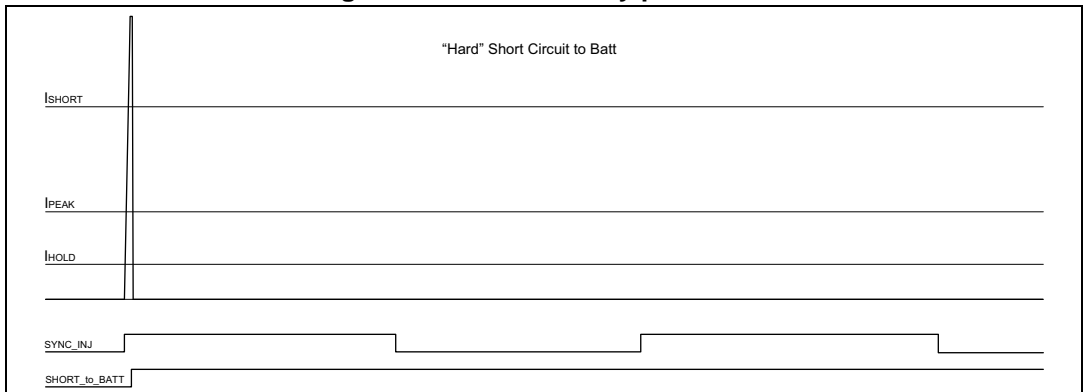 “Hard” Short Circuit to Batt
ISHORT
IPEAK
IHOLD
SYNC_INJ
SHORT_to_BATT